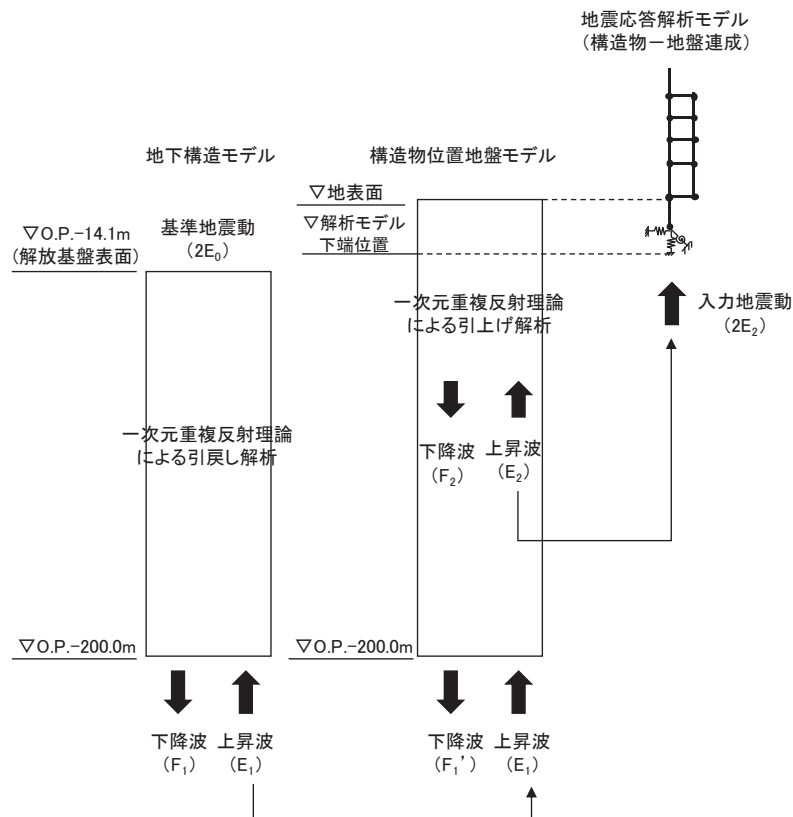 地震応答解析モデル
(構造物ー地盤連成)
地下構造モデル
構造物位置地盤モデル
▽地表面
▽解析モデル
下端位置
▽O.P.-14.1m
(解放基盤表面)
基準地震動
(2E₀)
一次元重複反射理論
による引上げ解析
入力地震動
(2E₂)
一次元重複反射理論
による引戻し解析
下降波
(F₂)
上昇波
(E₂)
▽O.P.-200.0m
▽O.P.-200.0m
下降波
(F₁)
上昇波
(E₁)
下降波
(F₁')
上昇波
(E₁)